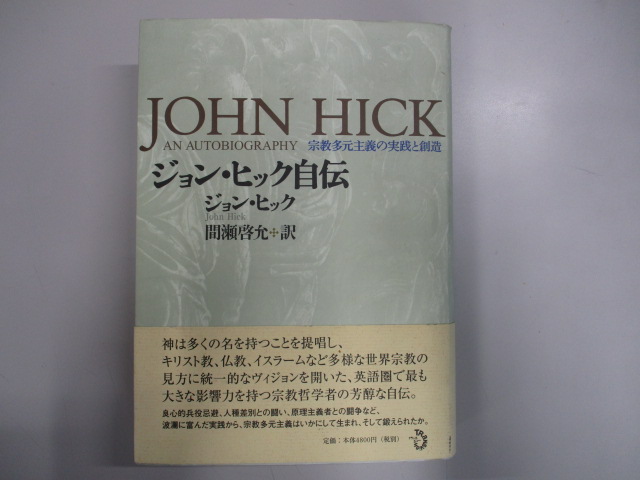 JOHN HICK
AN AUTOBIOGRAPHY 宗教多元主義の実践と創造
ジョン・ヒック自伝
ジョン・ヒック
John Hick
間瀬啓允✢訳
神は多くの名を持つことを提唱し、
キリスト教、仏教、イスラームなど多様な世界宗教の
見方に統一的なヴィジョンを開いた、英語圏で最も
大きな影響力を持つ宗教哲学者の芳醇な自伝。
良心的兵役忌避、人種差別との闘い、原理主義者との闘争など、
波瀾に富んだ実践から、宗教多元主義はいかにして生まれ、そして鍛えられたか。
定価：本体4800円（税別）